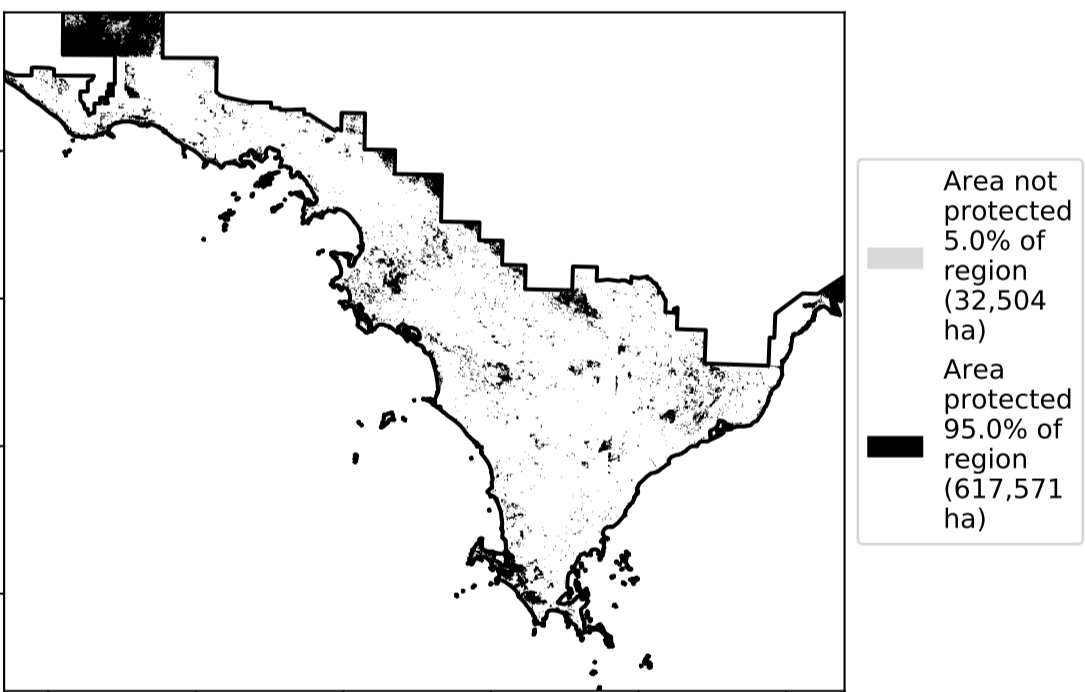 Area not
protected
5.0% of
region
(32,504
ha)
Area
protected
95.0% of
region
(617,571
ha)